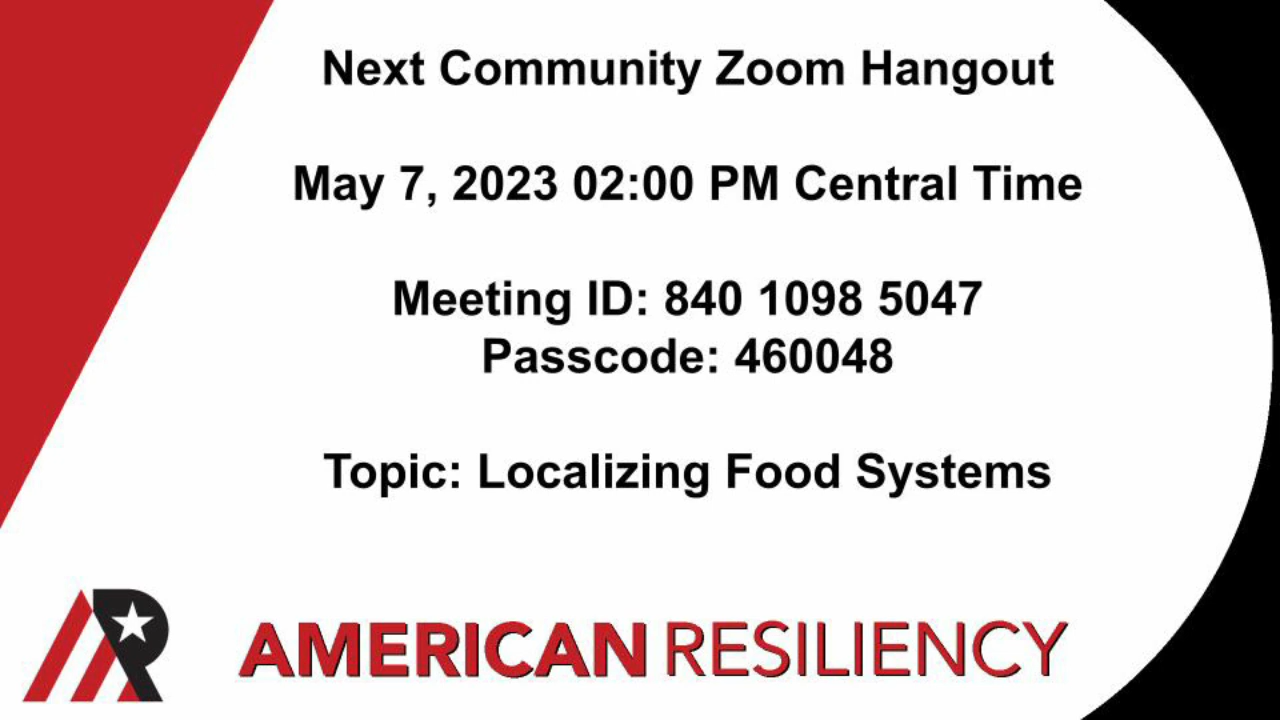 Next Community Zoom Hangout
May 7, 2023 02:00 PM Central Time
Meeting ID: 840 1098 5047
Passcode: 460048
Topic: Localizing Food Systems
AR AMERICAN RESILIENCY